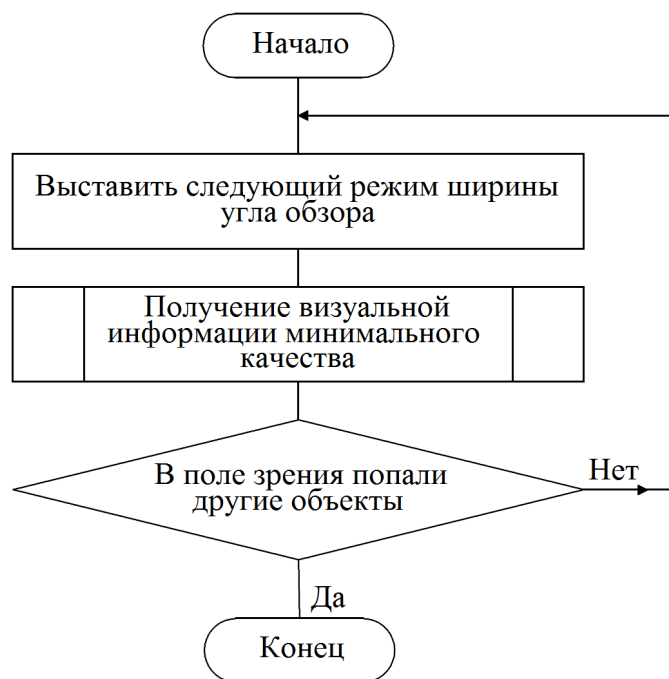 Начало
Выставить следующий режим ширины
угла обзора
Получение визуальной
информации минимального
качества
В поле зрения попали
другие объекты
Нет
Да
Конец